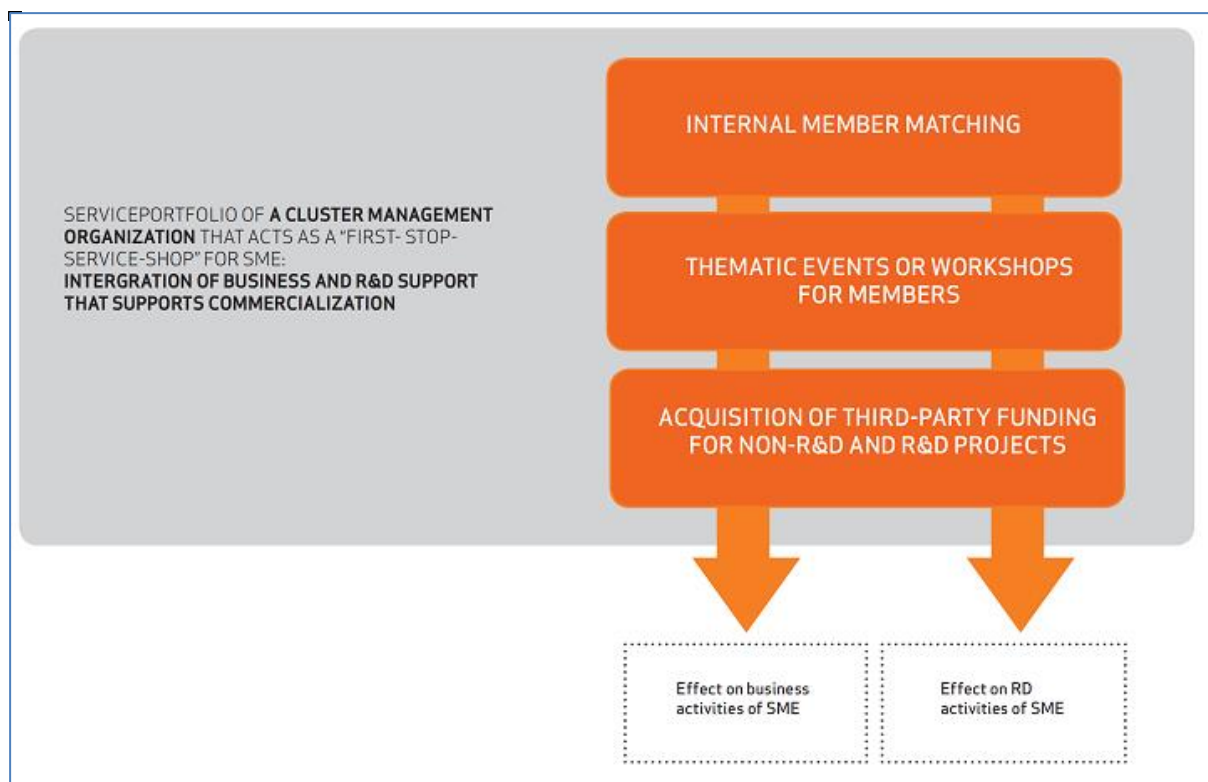 SERVICEPORTFOLIO OF A CLUSTER MANAGEMENT
ORGANIZATION THAT ACTS AS A "FIRST- STOP-
SERVICE-SHOP" FOR SME:
INTERGRATION OF BUSINESS AND R&D SUPPORT
THAT SUPPORTS COMMERCIALIZATION
INTERNAL MEMBER MATCHING
THEMATIC EVENTS OR WORKSHOPS
FOR MEMBERS
ACQUISITION OF THIRD-PARTY FUNDING
FOR NON-R&D AND R&D PROJECTS
Effect on business
activities of SME
Effect on RD
activities of SME